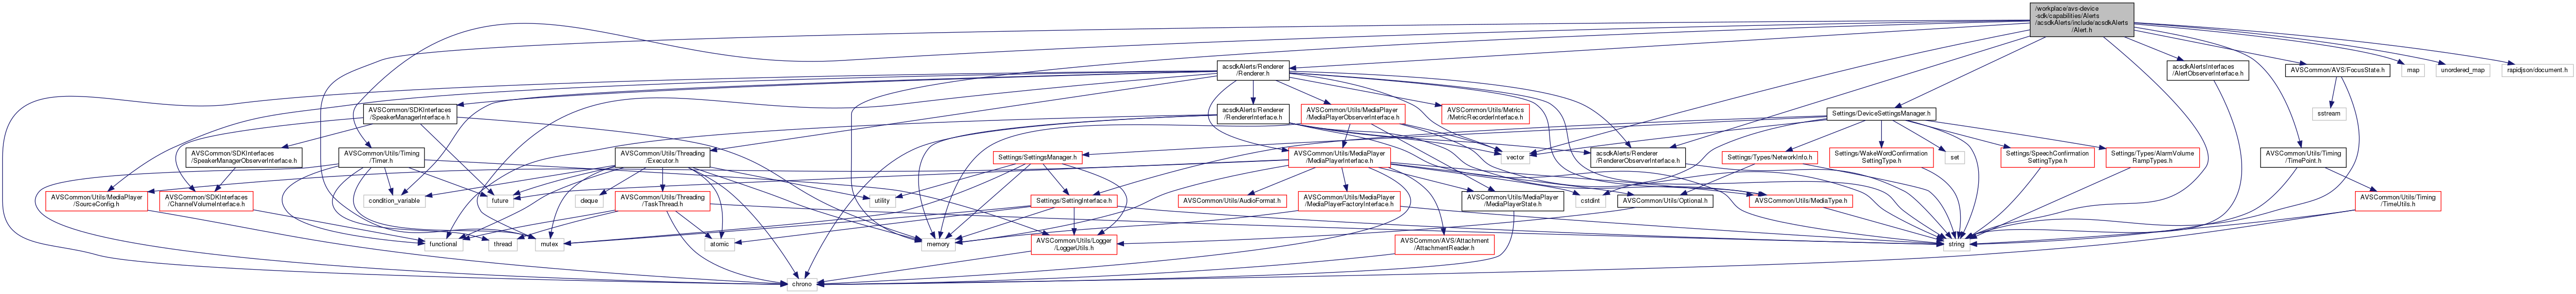 /workplace/avs-device
-sdk/capabilities/Alerts
/acsdkAlerts/include/acsdkAlerts
/Alert.h
acsdkAlerts/Renderer
/Renderer.h
acsdkAlertsInterfaces
/AlertObserverInterface.h
AVSCommon/AVS/FocusState.h
map
unordered_map
rapidjson/document.h
AVSCommon/SDKInterfaces
/SpeakerManagerInterface.h
acsdkAlerts/Renderer
/RendererInterface.h
AVSCommon/Utils/MediaPlayer
/MediaPlayerObserverInterface.h
AVSCommon/Utils/Metrics
/MetricRecorderInterface.h
Settings/DeviceSettingsManager.h
sstream
AVSCommon/SDKInterfaces
/SpeakerManagerObserverInterface.h
AVSCommon/Utils/Timing
/Timer.h
AVSCommon/Utils/Threading
/Executor.h
Settings/SettingsManager.h
AVSCommon/Utils/MediaPlayer
/MediaPlayerInterface.h
vector
acsdkAlerts/Renderer
/RendererObserverInterface.h
Settings/Types/NetworkInfo.h
Settings/WakeWordConfirmation
SettingType.h
set
Settings/SpeechConfirmation
SettingType.h
Settings/Types/AlarmVolume
RampTypes.h
AVSCommon/Utils/Timing
/TimePoint.h
AVSCommon/Utils/MediaPlayer
/SourceConfig.h
AVSCommon/SDKInterfaces
/ChannelVolumeInterface.h
condition_variable
future
deque
AVSCommon/Utils/Threading
/TaskThread.h
utility
Settings/SettingInterface.h
AVSCommon/Utils/AudioFormat.h
AVSCommon/Utils/MediaPlayer
/MediaPlayerFactoryInterface.h
AVSCommon/Utils/MediaPlayer
/MediaPlayerState.h
cstdint
AVSCommon/Utils/Optional.h
AVSCommon/Utils/MediaType.h
AVSCommon/Utils/Timing
/TimeUtils.h
functional
thread
mutex
atomic
memory
AVSCommon/Utils/Logger
/LoggerUtils.h
AVSCommon/AVS/Attachment
/AttachmentReader.h
string
chrono